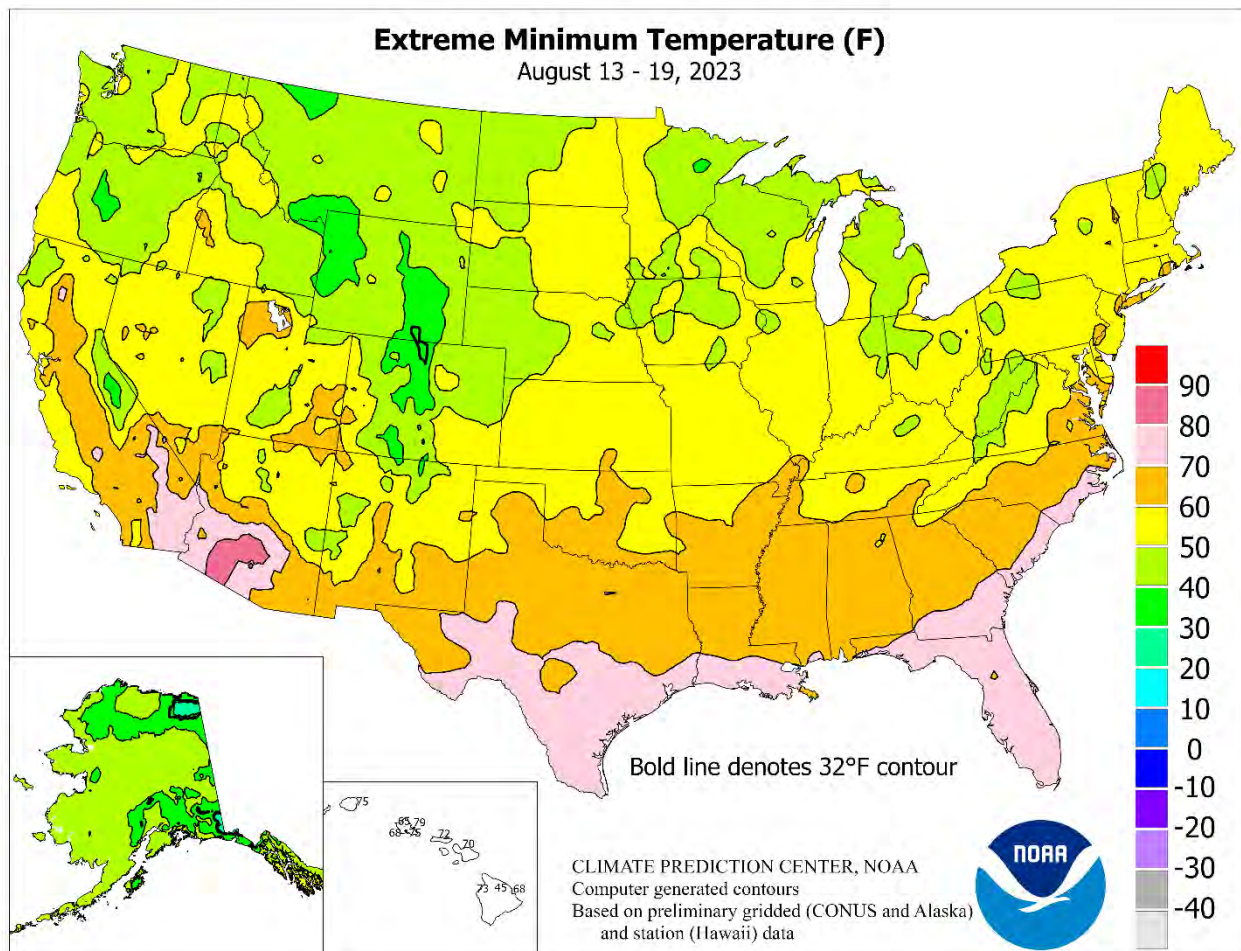 Extreme Minimum Temperature (F)
August 13 - 19, 2023
90
80
70
60
50
40
30
20
10
0
-10
-20
-30
-40
Bold line denotes 32°F contour
75
79
68
72
70
73 45 68
CLIMATE PREDICTION CENTER, NOAA
Computer generated contours
Based on preliminary gridded (CONUS and Alaska)
and station (Hawaii) data
NOAA